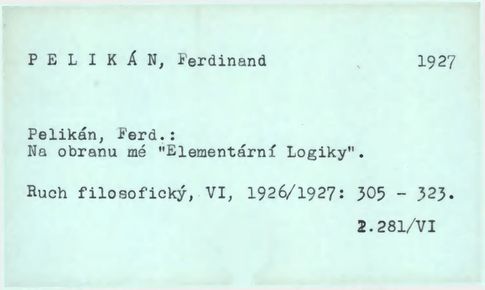 P E L I K Á N, Ferdinand 1927
Pelikán, Ferd.:
Na obranu mé "Elementární Logiky".
Ruch filosofický, VI, 1926/1927: 305 - 323.
2.281/VI